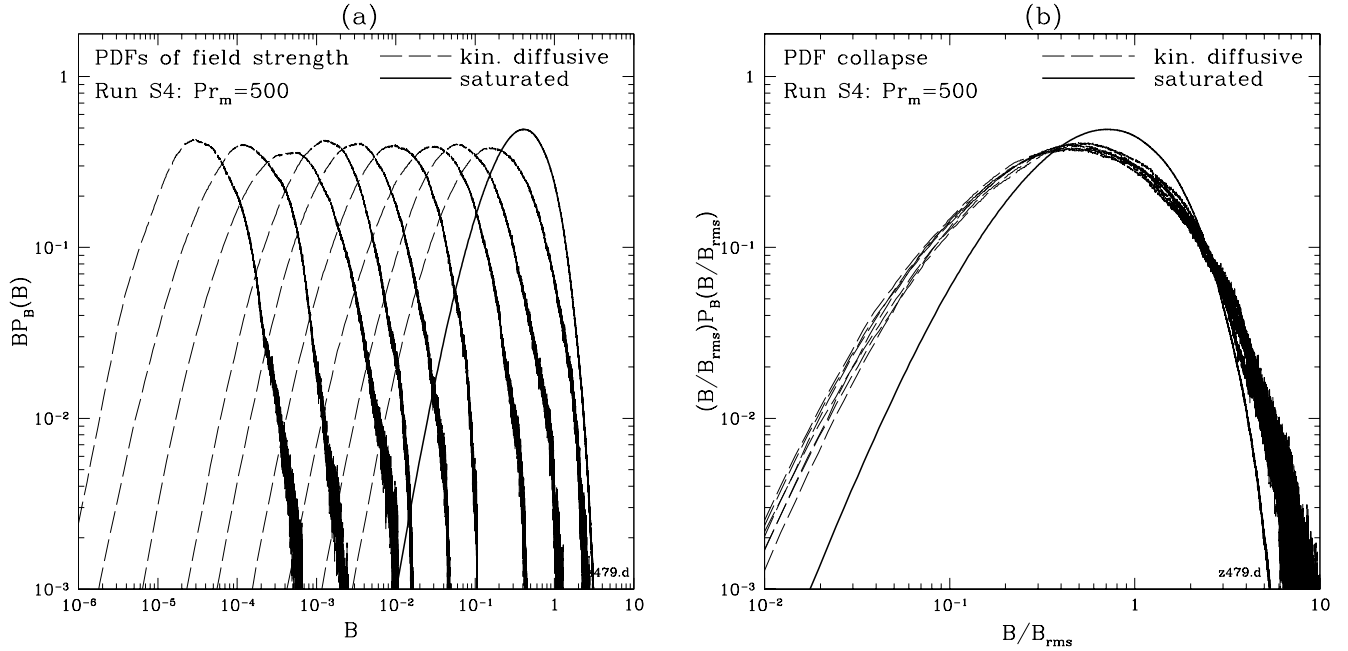 (a)
PDFs of field strength
kin. diffusive
Run S4: Prm=500
saturated
1
10⁻¹
10⁻²
10⁻³
BP_B(B)
10⁻⁶
10⁻⁵
10⁻⁴
10⁻³
10⁻²
10⁻¹
1
10
B
z479.d
(b)
PDF collapse
kin. diffusive
Run S4: Prm=500
saturated
1
10⁻¹
10⁻²
10⁻³
(B/B_rms)P_B(B/B_rms)
10⁻²
10⁻¹
1
10
B/B_rms
z479.d